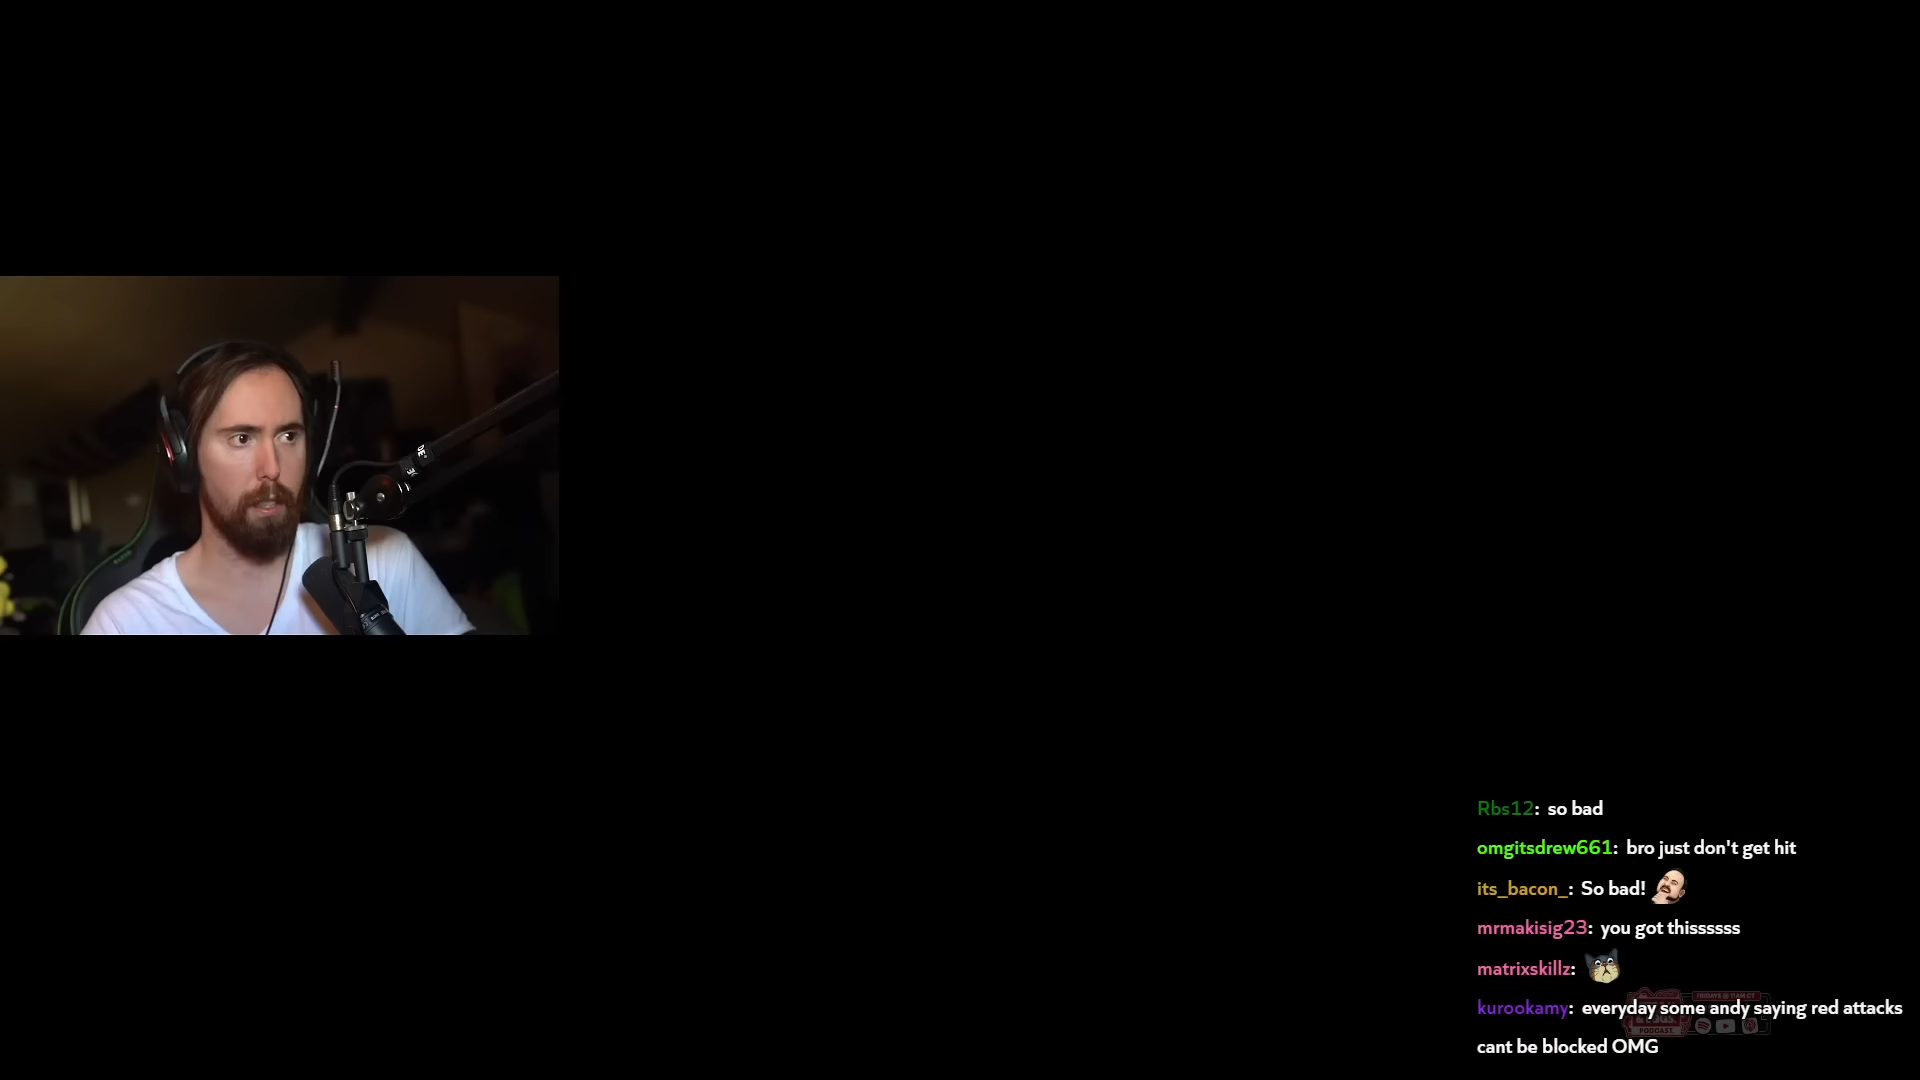 Rbs12: so bad
omgitsdrew661: bro just don't get hit
its_bacon_: So bad!
mrmakisig23: you got thissssss
matrixskillz:
kurookamy: everyday some andy saying red attacks
cant be blocked OMG
PODCAST.